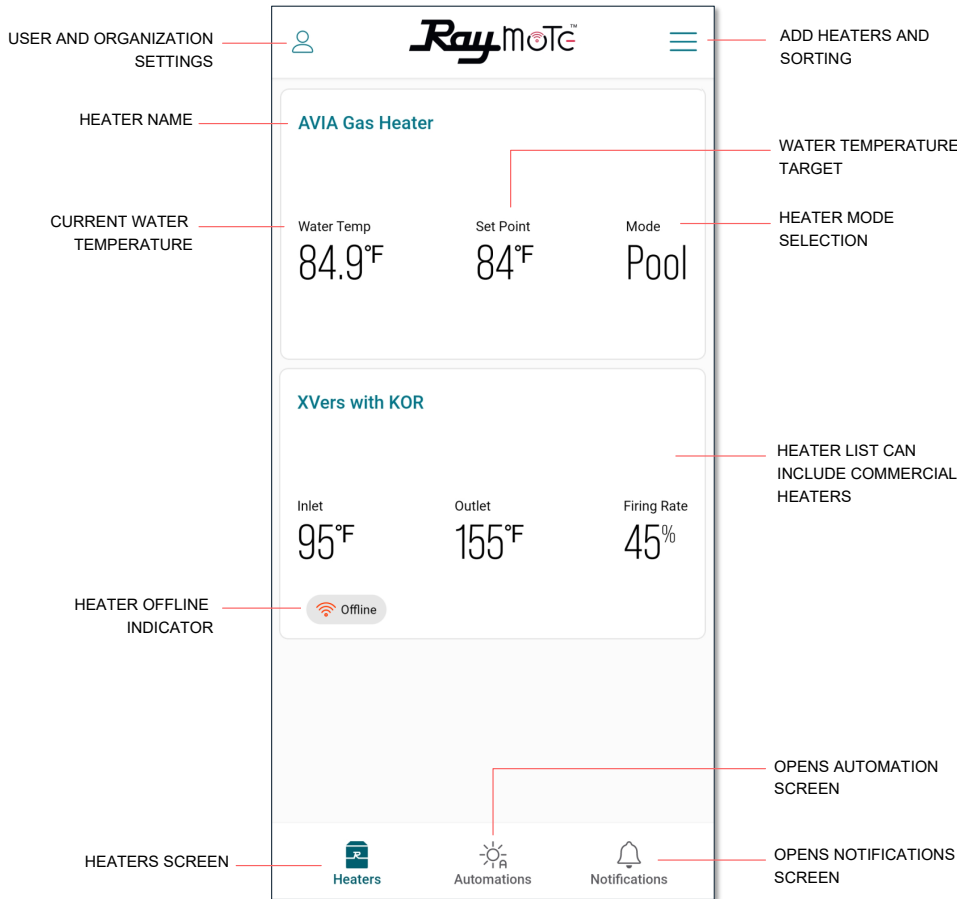 USER AND ORGANIZATION
SETTINGS
Raymote™
ADD HEATERS AND
SORTING
HEATER NAME
AVIA Gas Heater
WATER TEMPERATURE
TARGET
CURRENT WATER
TEMPERATURE
Water Temp
84.9°F
Set Point
84°F
Mode
Pool
HEATER MODE
SELECTION
XVers with KOR
HEATER LIST CAN
INCLUDE COMMERCIAL
HEATERS
Inlet
95°F
Outlet
155°F
Firing Rate
45%
HEATER OFFLINE
INDICATOR
Offline
OPENS AUTOMATION
SCREEN
HEATERS SCREEN
R
Heaters
A
Automations
Notifications
OPENS NOTIFICATIONS
SCREEN